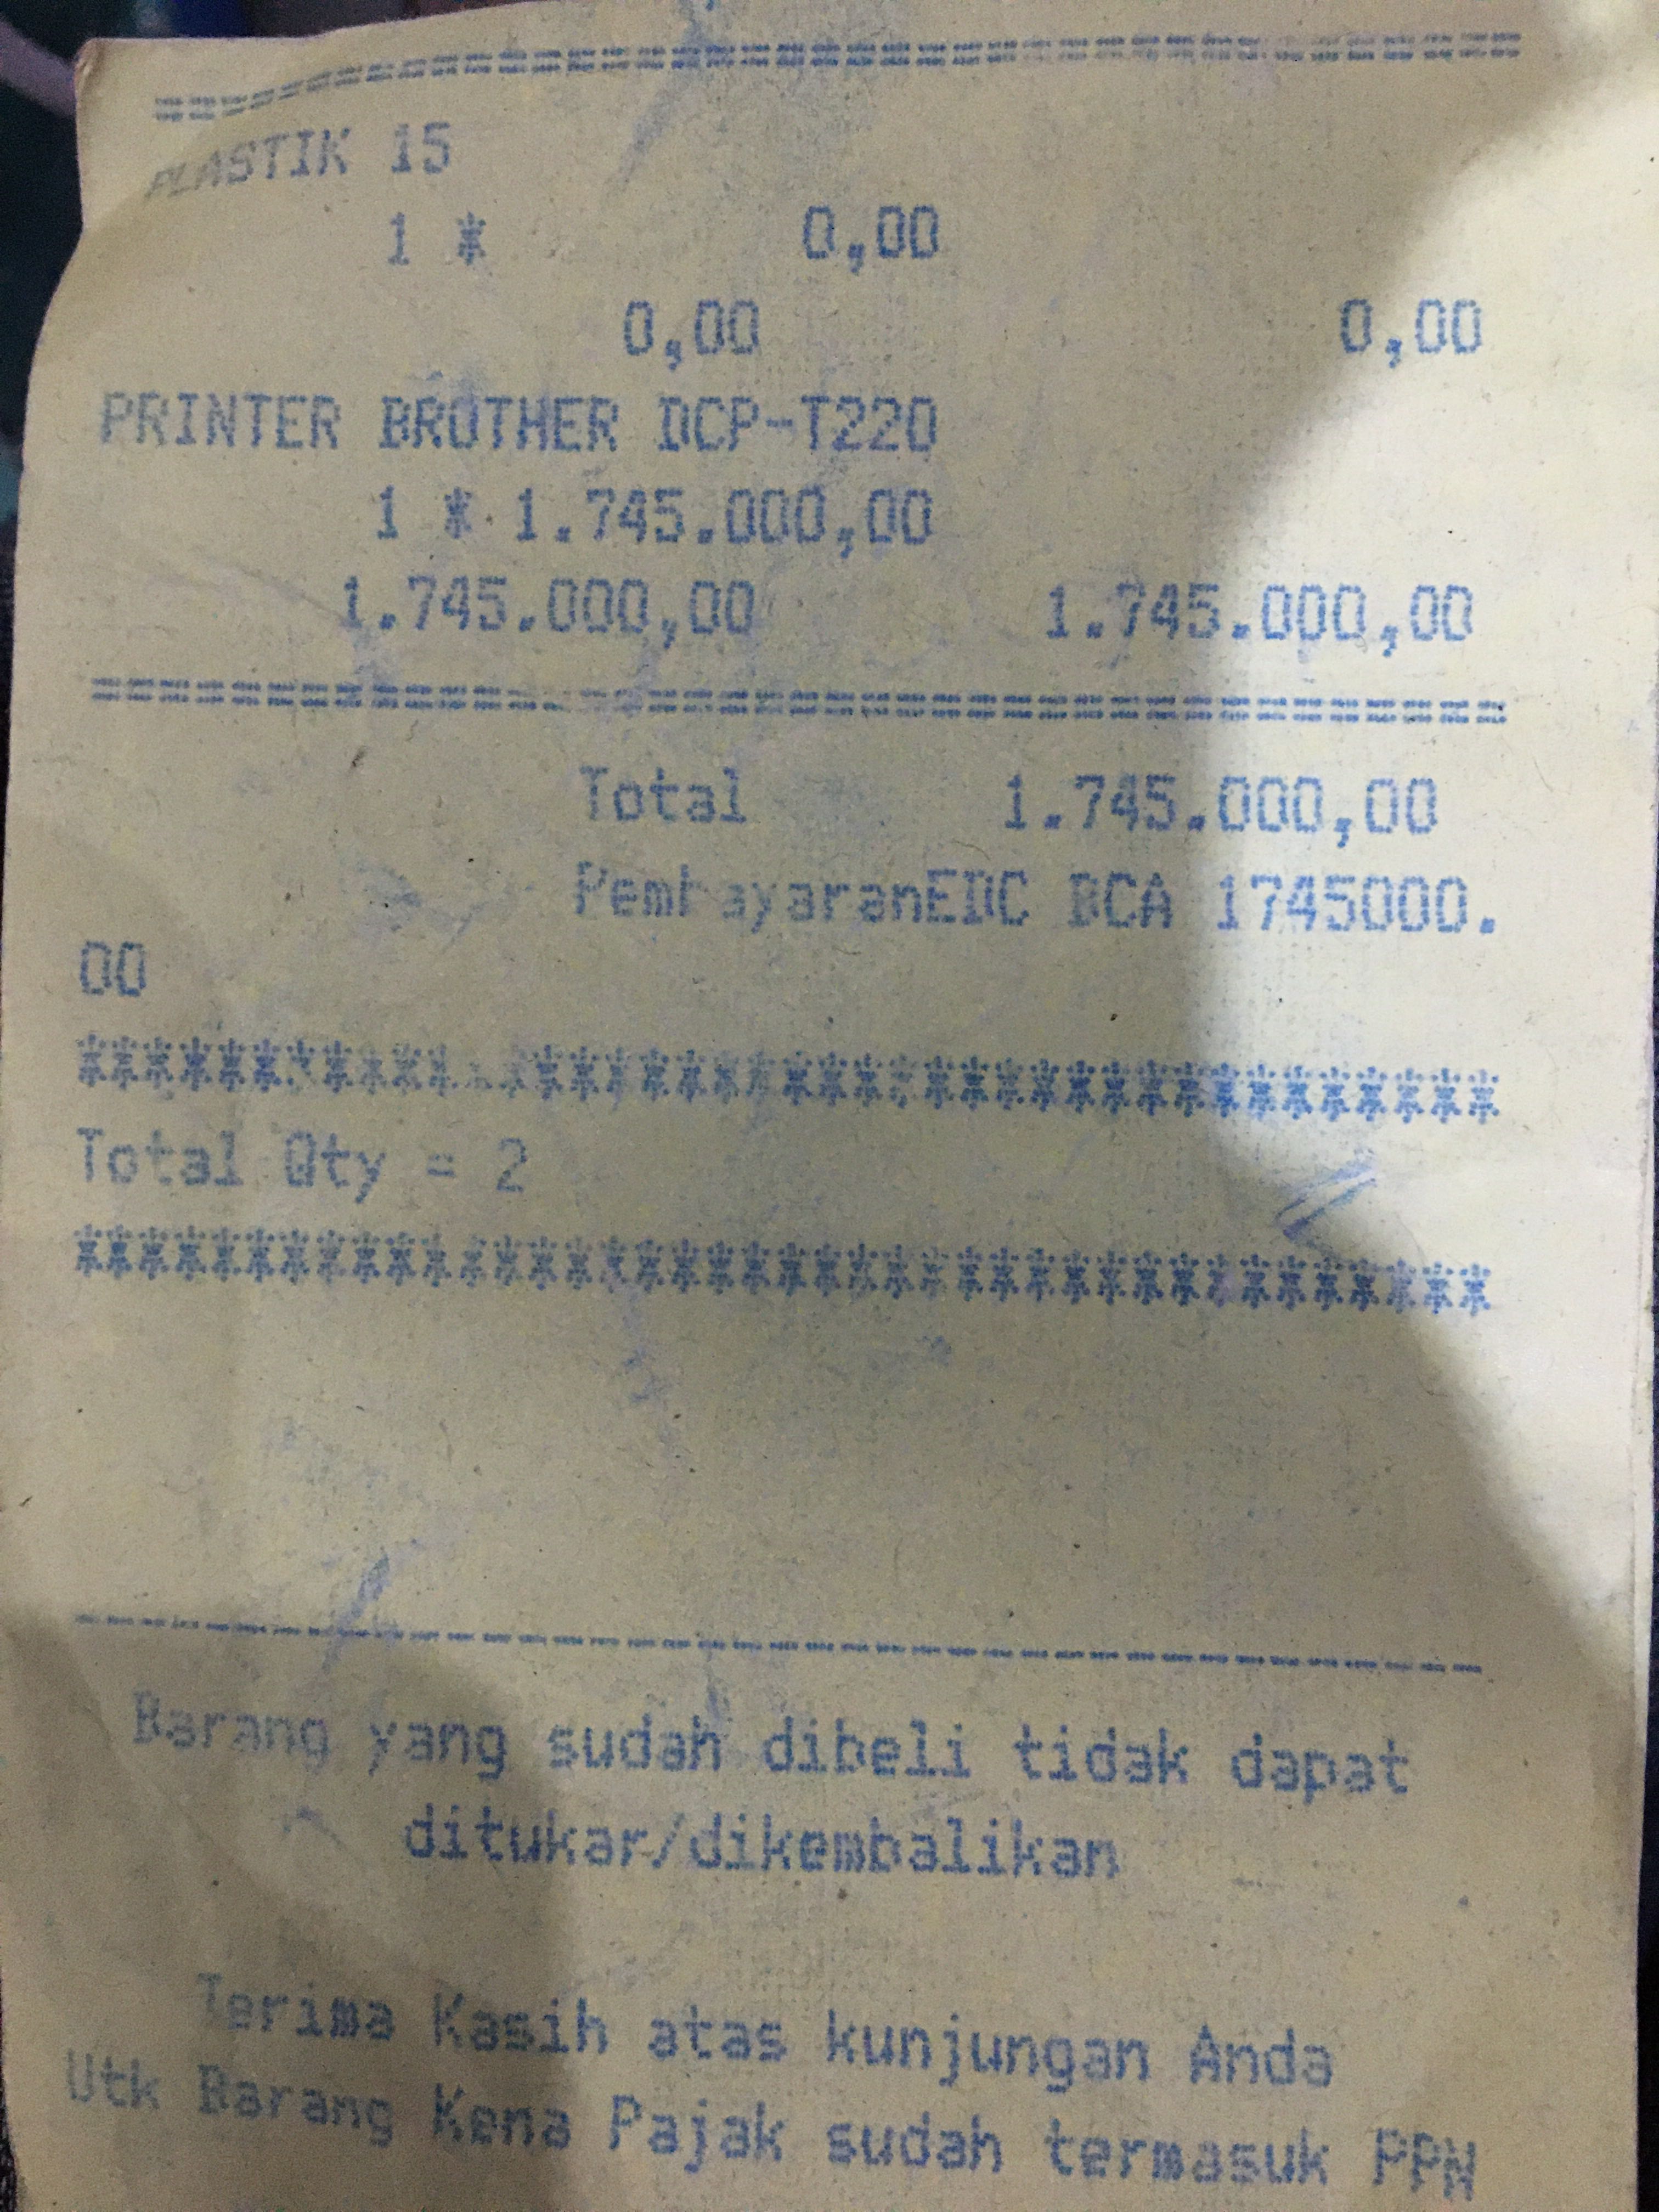 ====================================
PLASTIK 15
1 * 0,00
0,00 0,00
PRINTER BROTHER DCP-T220
1 * 1.745.000,00
1.745.000,00 1.745.000,00
========================================
Total 1.745.000,00
PembayaranEDC BCA 1745000.
00
****************************************
Total Qty = 2
****************************************
----------------------------------------
Barang yang sudah dibeli tidak dapat
ditukar/dikembalikan
Terima Kasih atas kunjungan Anda
Utk Barang Kena Pajak sudah termasuk PPN